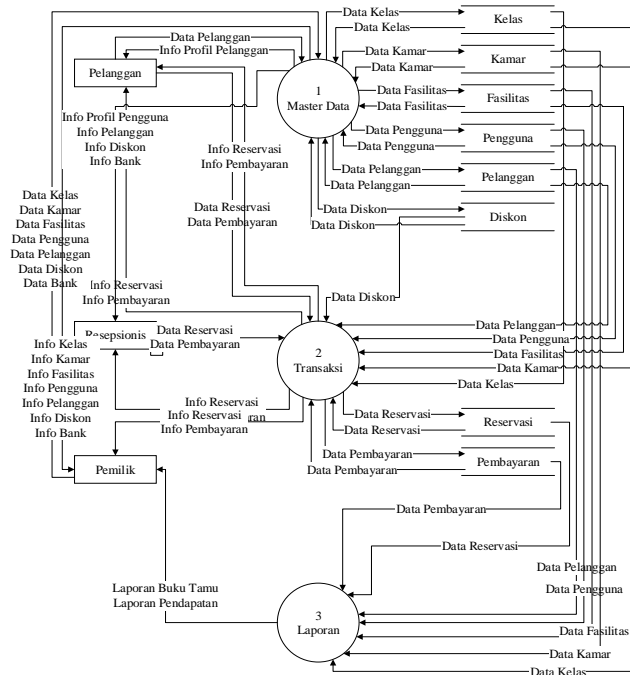 Data Pelanggan
Info Profil Pelanggan
Pelanggan
Data Kelas
Data Kelas
Kelas
Data Kamar
Data Kamar
Kamar
1
Master Data
Data Fasilitas
Data Fasilitas
Fasilitas
Data Pengguna
Data Pengguna
Pengguna
Data Pelanggan
Data Pelanggan
Pelanggan
Data Diskon
Data Diskon
Diskon
Info Profil Pengguna
Info Pelanggan
Info Diskon
Info Bank
Info Reservasi
Info Pembayaran
Data Kelas
Data Kamar
Data Fasilitas
Data Pengguna
Data Pelanggan
Data Diskon
Data Bank
Data Reservasi
Data Pembayaran
Info Reservasi
Info Pembayaran
Data Diskon
Resepsionis
Data Reservasi
Data Pembayaran
2
Transaksi
Data Pelanggan
Data Pengguna
Data Fasilitas
Data Kamar
Data Kelas
Info Kelas
Info Kamar
Info Fasilitas
Info Pengguna
Info Pelanggan
Info Diskon
Info Bank
Info Reservasi
Info Reservasi
Info Pembayaran
Data Reservasi
Data Reservasi
Reservasi
Data Pembayaran
Data Pembayaran
Pembayaran
Pemilik
Data Pembayaran
Data Reservasi
Data Pelanggan
Data Pengguna
Laporan Buku Tamu
Laporan Pendapatan
3
Laporan
Data Fasilitas
Data Kamar
Data Kelas